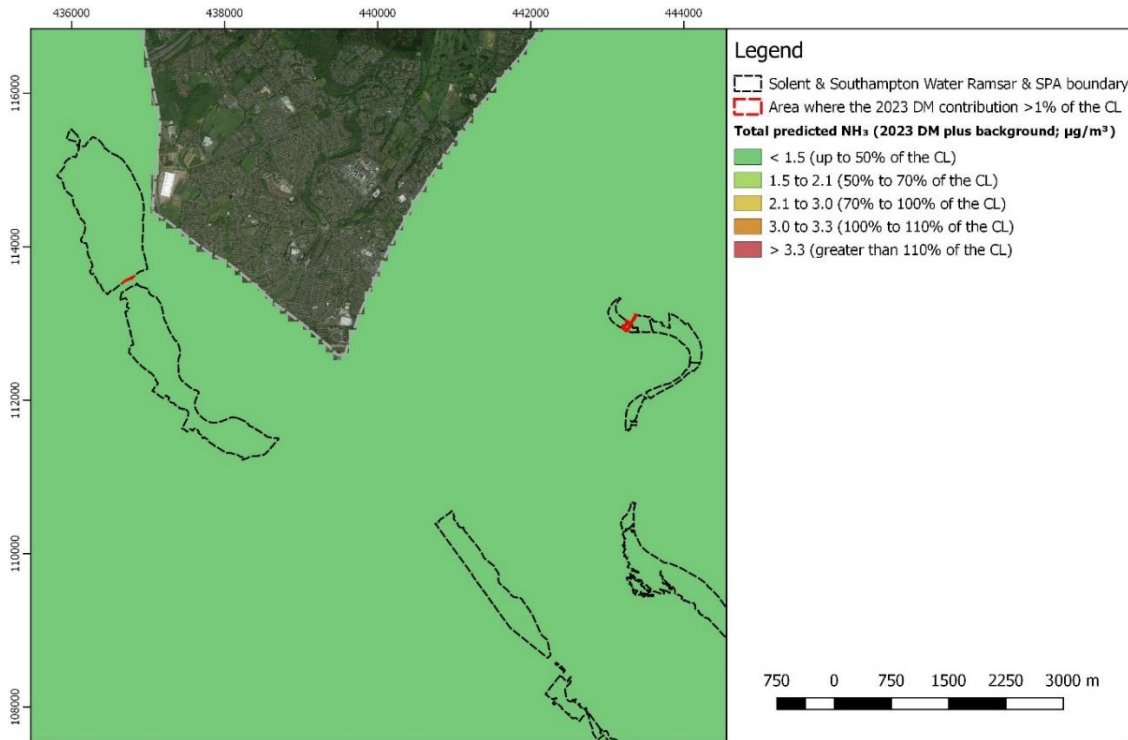 436000 438000 440000 442000 444000
116000
114000
112000
110000
108000
Legend
Solent & Southampton Water Ramsar & SPA boundary
Area where the 2023 DM contribution >1% of the CL
Total predicted NH₃ (2023 DM plus background; µg/m³)
< 1.5 (up to 50% of the CL)
1.5 to 2.1 (50% to 70% of the CL)
2.1 to 3.0 (70% to 100% of the CL)
3.0 to 3.3 (100% to 110% of the CL)
> 3.3 (greater than 110% of the CL)
750 0 750 1500 2250 3000 m